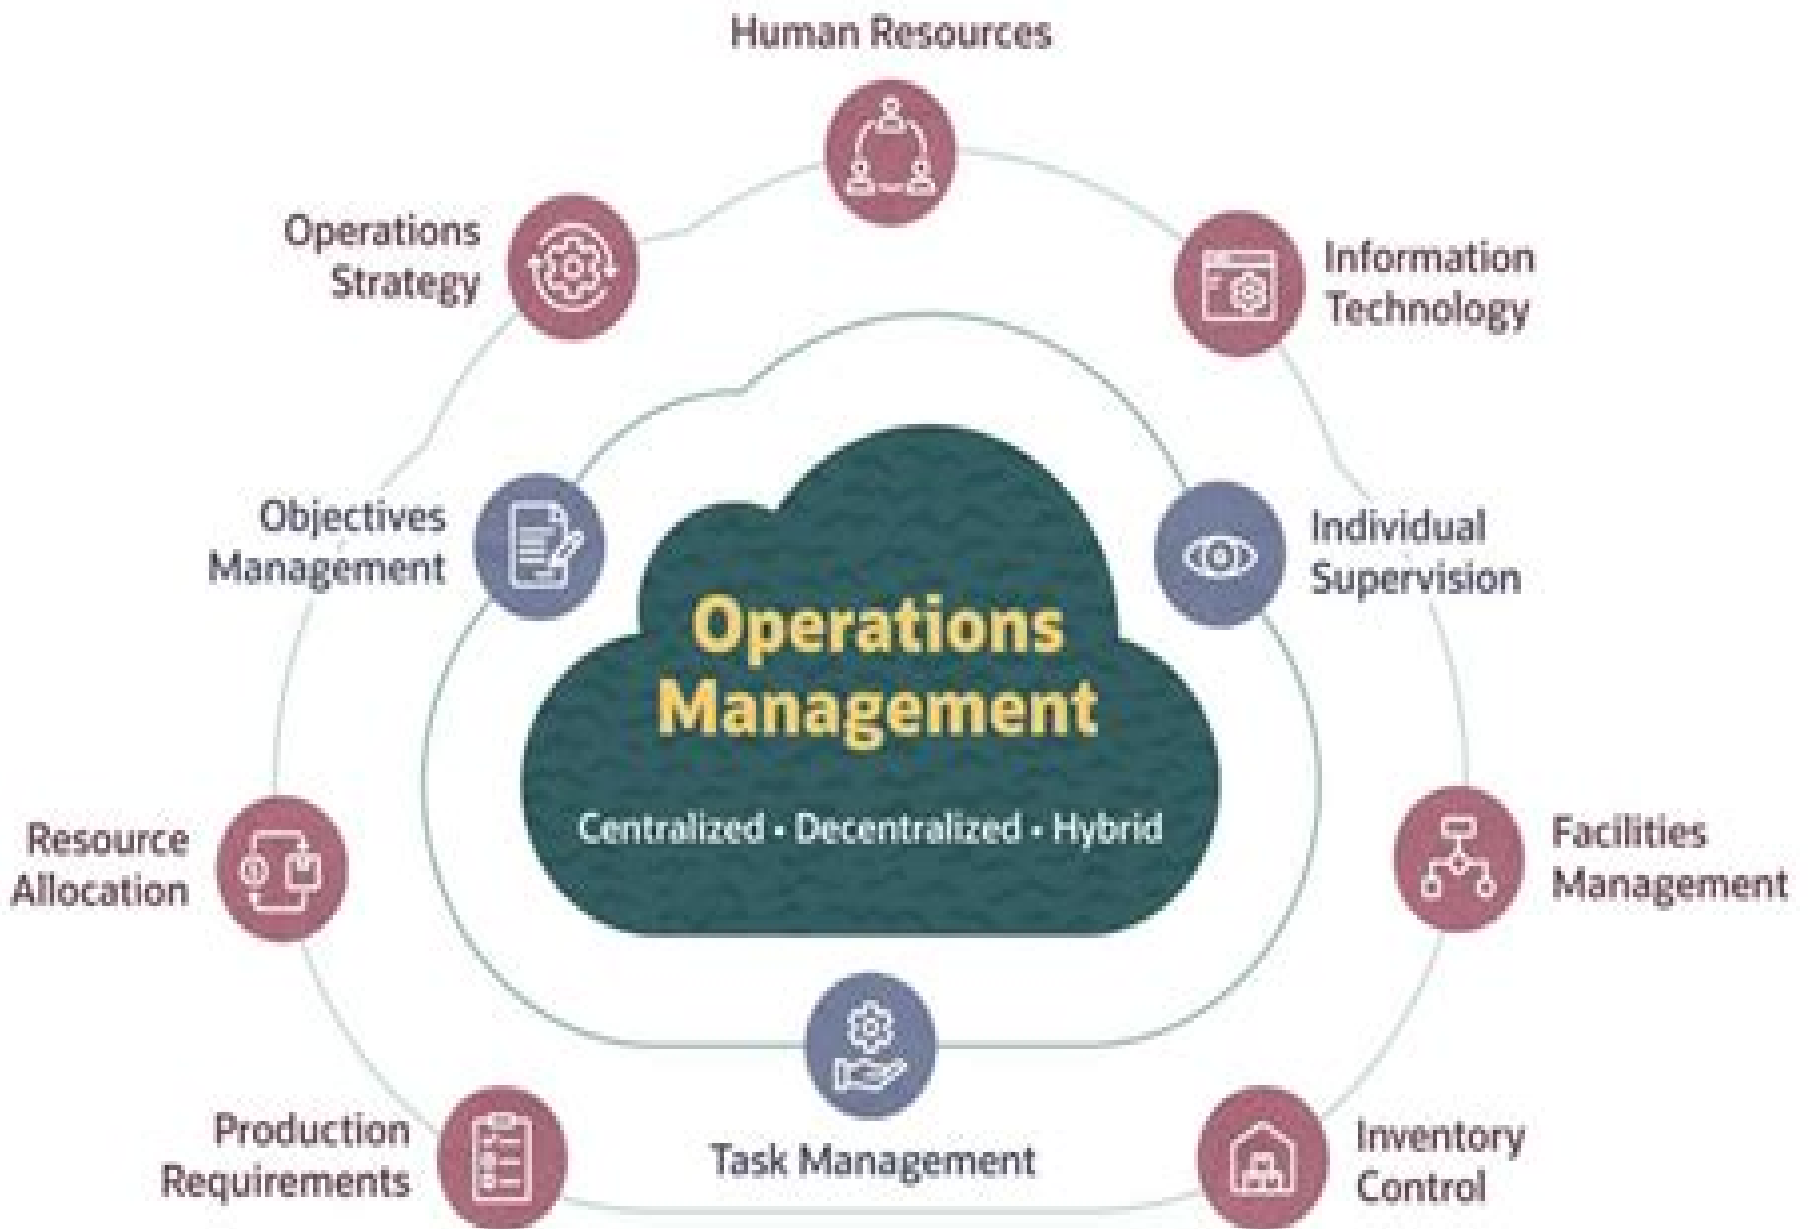 Human Resources
Operations
Strategy
Information
Technology
Objectives
Management
Individual
Supervision
Operations
Management
Centralized • Decentralized • Hybrid
Resource
Allocation
Facilities
Management
Production
Requirements
Task Management
Inventory
Control